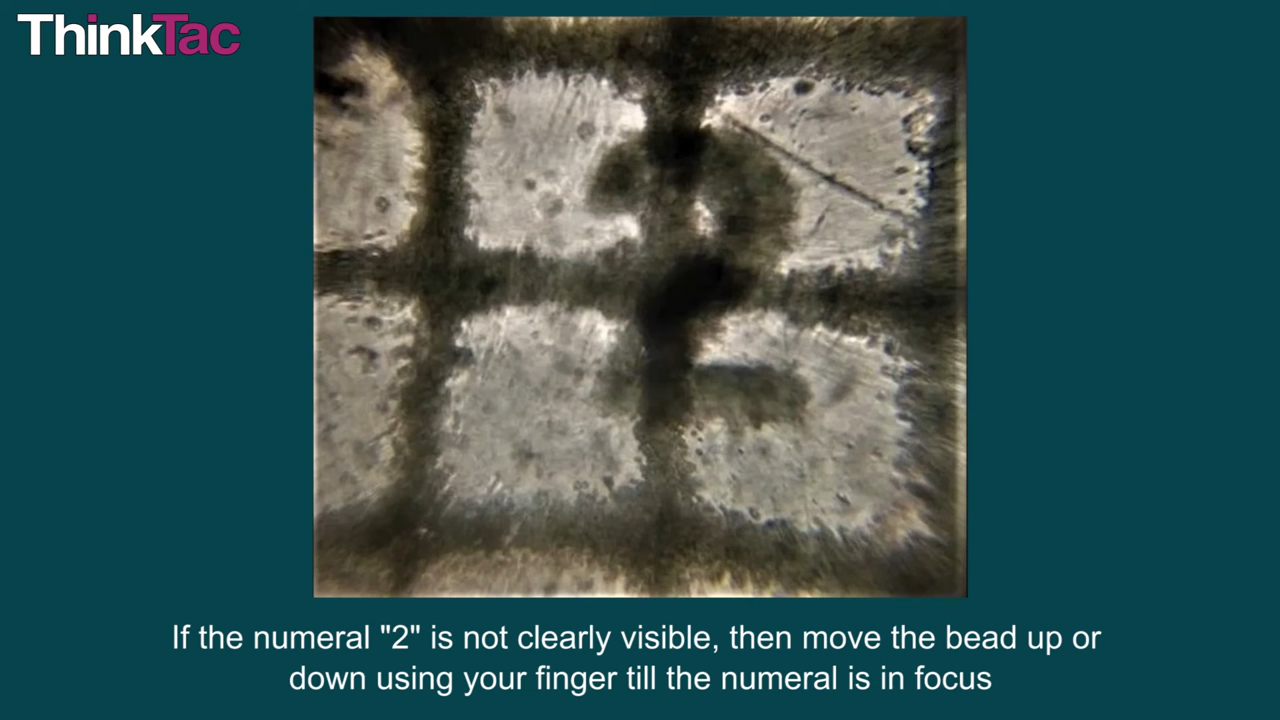 ThinkTac
2
If the numeral "2" is not clearly visible, then move the bead up or
down using your finger till the numeral is in focus